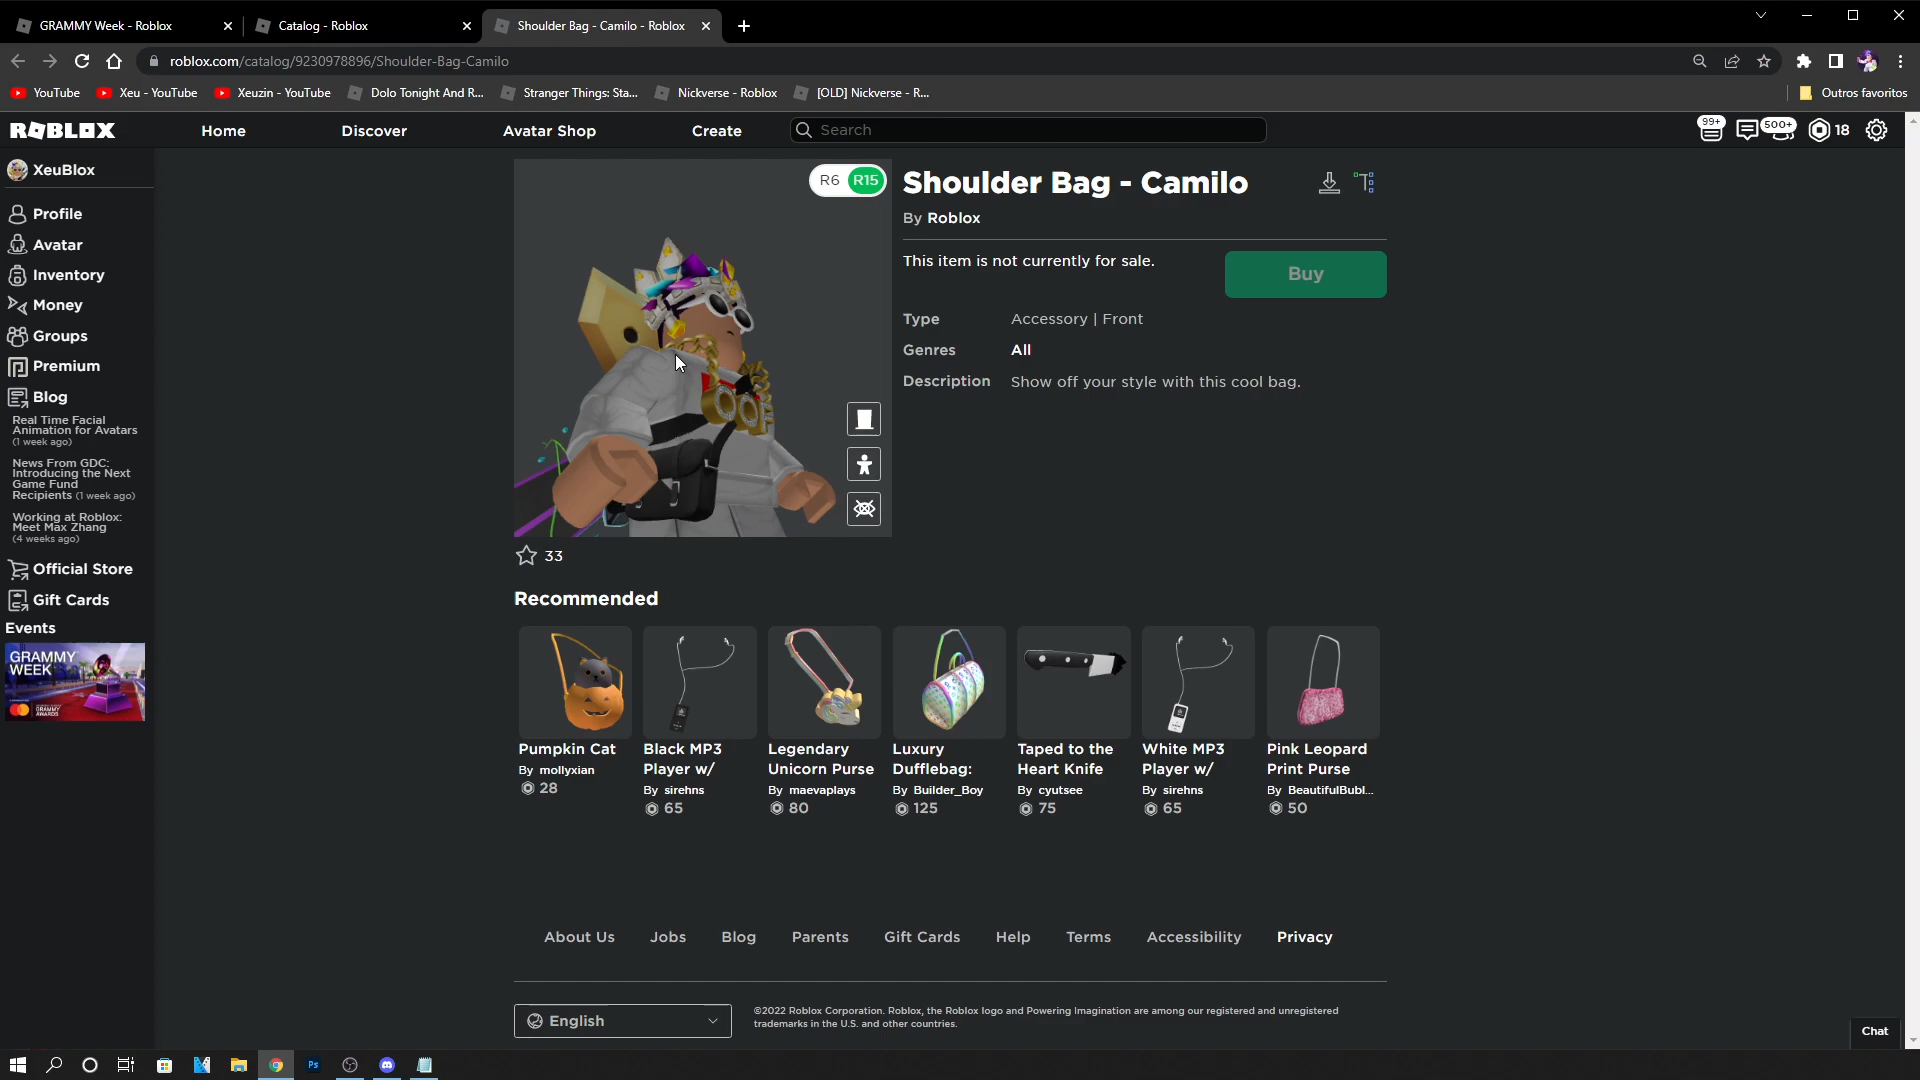 GRAMMY Week - Roblox
Catalog - Roblox
Shoulder Bag - Camilo - Roblox
roblox.com/catalog/9230978896/Shoulder-Bag-Camilo
YouTube
Xeu - YouTube
Xeuzin - YouTube
Dolo Tonight And R...
Stranger Things: Sta...
Nickverse - Roblox
[OLD] Nickverse - R...
Outros favoritos
ROBLOX
Home
Discover
Avatar Shop
Create
Search
99+
500+
18
XeuBlox
Profile
Avatar
Inventory
Money
Groups
Premium
Blog
Real Time Facial
Animation for Avatars
(1 week ago)
News From GDC:
Introducing the Next
Game Fund
Recipients (1 week ago)
Working at Roblox:
Meet Max Zhang
(4 weeks ago)
Official Store
Gift Cards
Events
GRAMMY
WEEK
GRAMMY
AWARDS
R6 R15
Shoulder Bag - Camilo
By Roblox
This item is not currently for sale.
Buy
Type Accessory | Front
Genres All
Description Show off your style with this cool bag.
33
Recommended
Pumpkin Cat
By mollyxian
28
Black MP3
Player w/
By sirehns
65
Legendary
Unicorn Purse
By maevaplays
80
Luxury
Dufflebag:
By Builder_Boy
125
Taped to the
Heart Knife
By cyutsee
75
White MP3
Player w/
By sirehns
65
Pink Leopard
Print Purse
By BeautifulBubl...
50
About Us
Jobs
Blog
Parents
Gift Cards
Help
Terms
Accessibility
Privacy
English
©2022 Roblox Corporation. Roblox, the Roblox logo and Powering Imagination are among our registered and unregistered
trademarks in the U.S. and other countries.
Chat
Ps